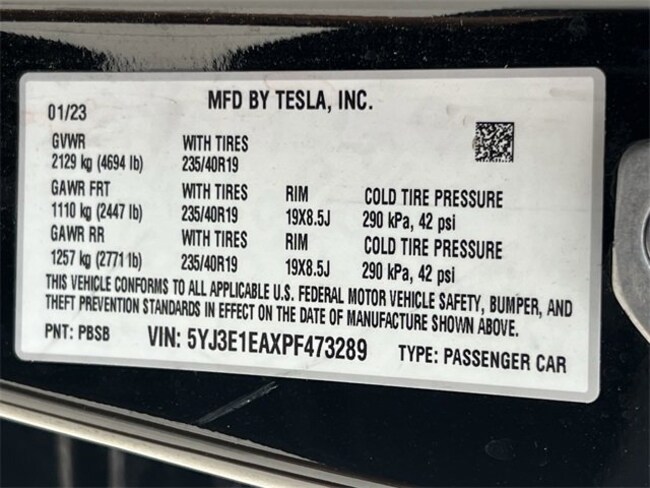 MFD BY TESLA, INC.
01/23
GVWR WITH TIRES
2129 kg (4694 lb) 235/40R19
GAWR FRT WITH TIRES RIM COLD TIRE PRESSURE
1110 kg (2447 lb) 235/40R19 19X8.5J 290 kPa, 42 psi
GAWR RR WITH TIRES RIM COLD TIRE PRESSURE
1257 kg (2771 lb) 235/40R19 19X8.5J 290 kPa, 42 psi
THIS VEHICLE CONFORMS TO ALL APPLICABLE U.S. FEDERAL MOTOR VEHICLE SAFETY, BUMPER, AND
THEFT PREVENTION STANDARDS IN EFFECT ON THE DATE OF MANUFACTURE SHOWN ABOVE.
PNT: PBSB VIN: 5YJ3E1EAXPF473289 TYPE: PASSENGER CAR